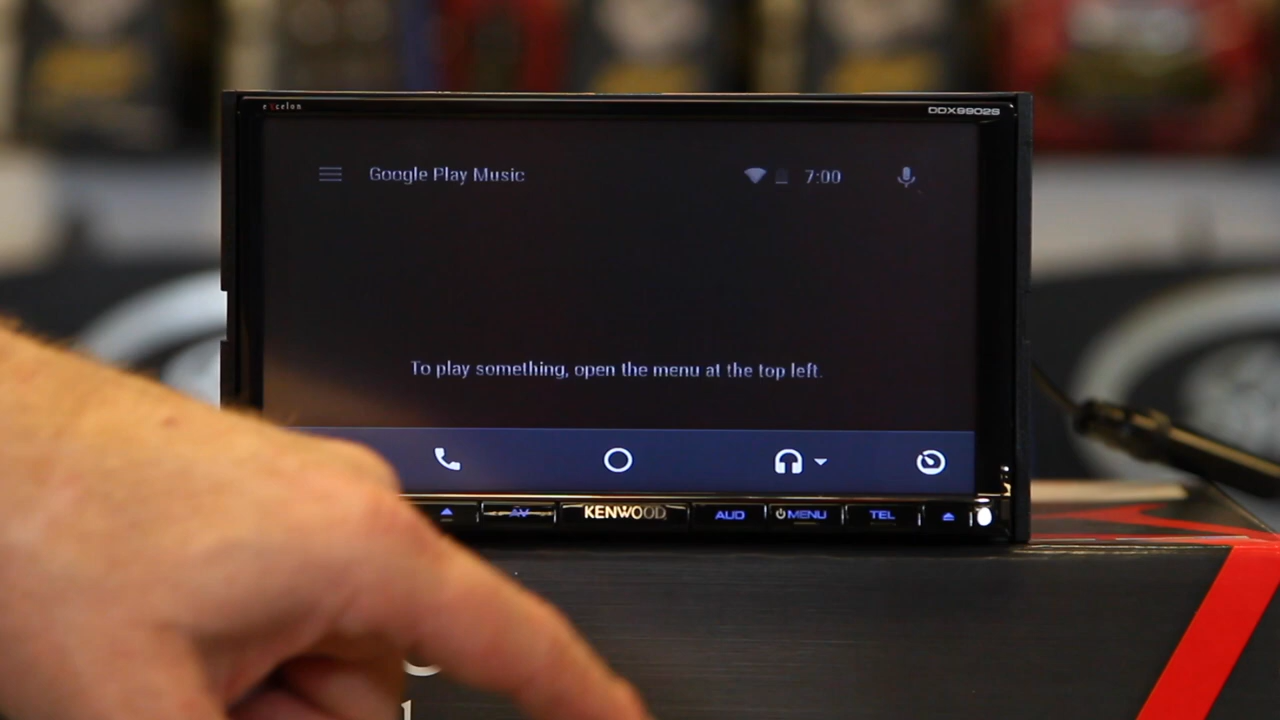 eXcelon
DDX9902S
Google Play Music
7:00
To play something, open the menu at the top left.
AV
KENWOOD
AUD
MENU
TEL